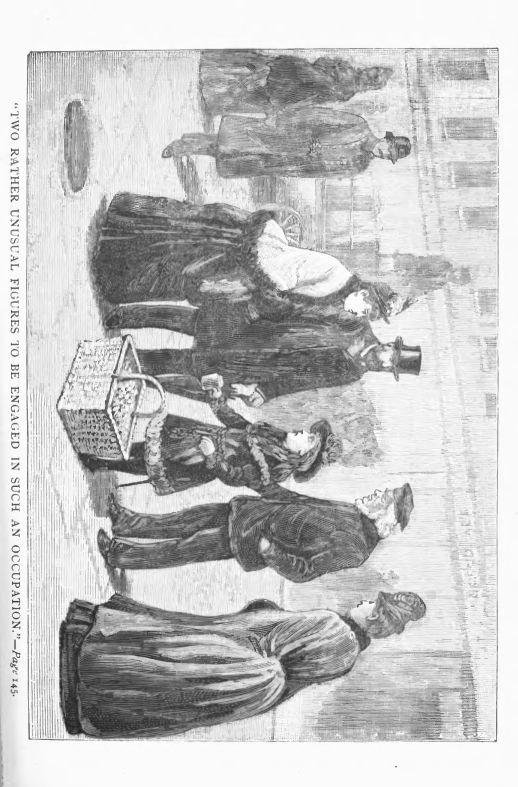 “TWO RATHER UNUSUAL FIGURES TO BE ENGAGED IN SUCH AN OCCUPATION.”—Page 145.